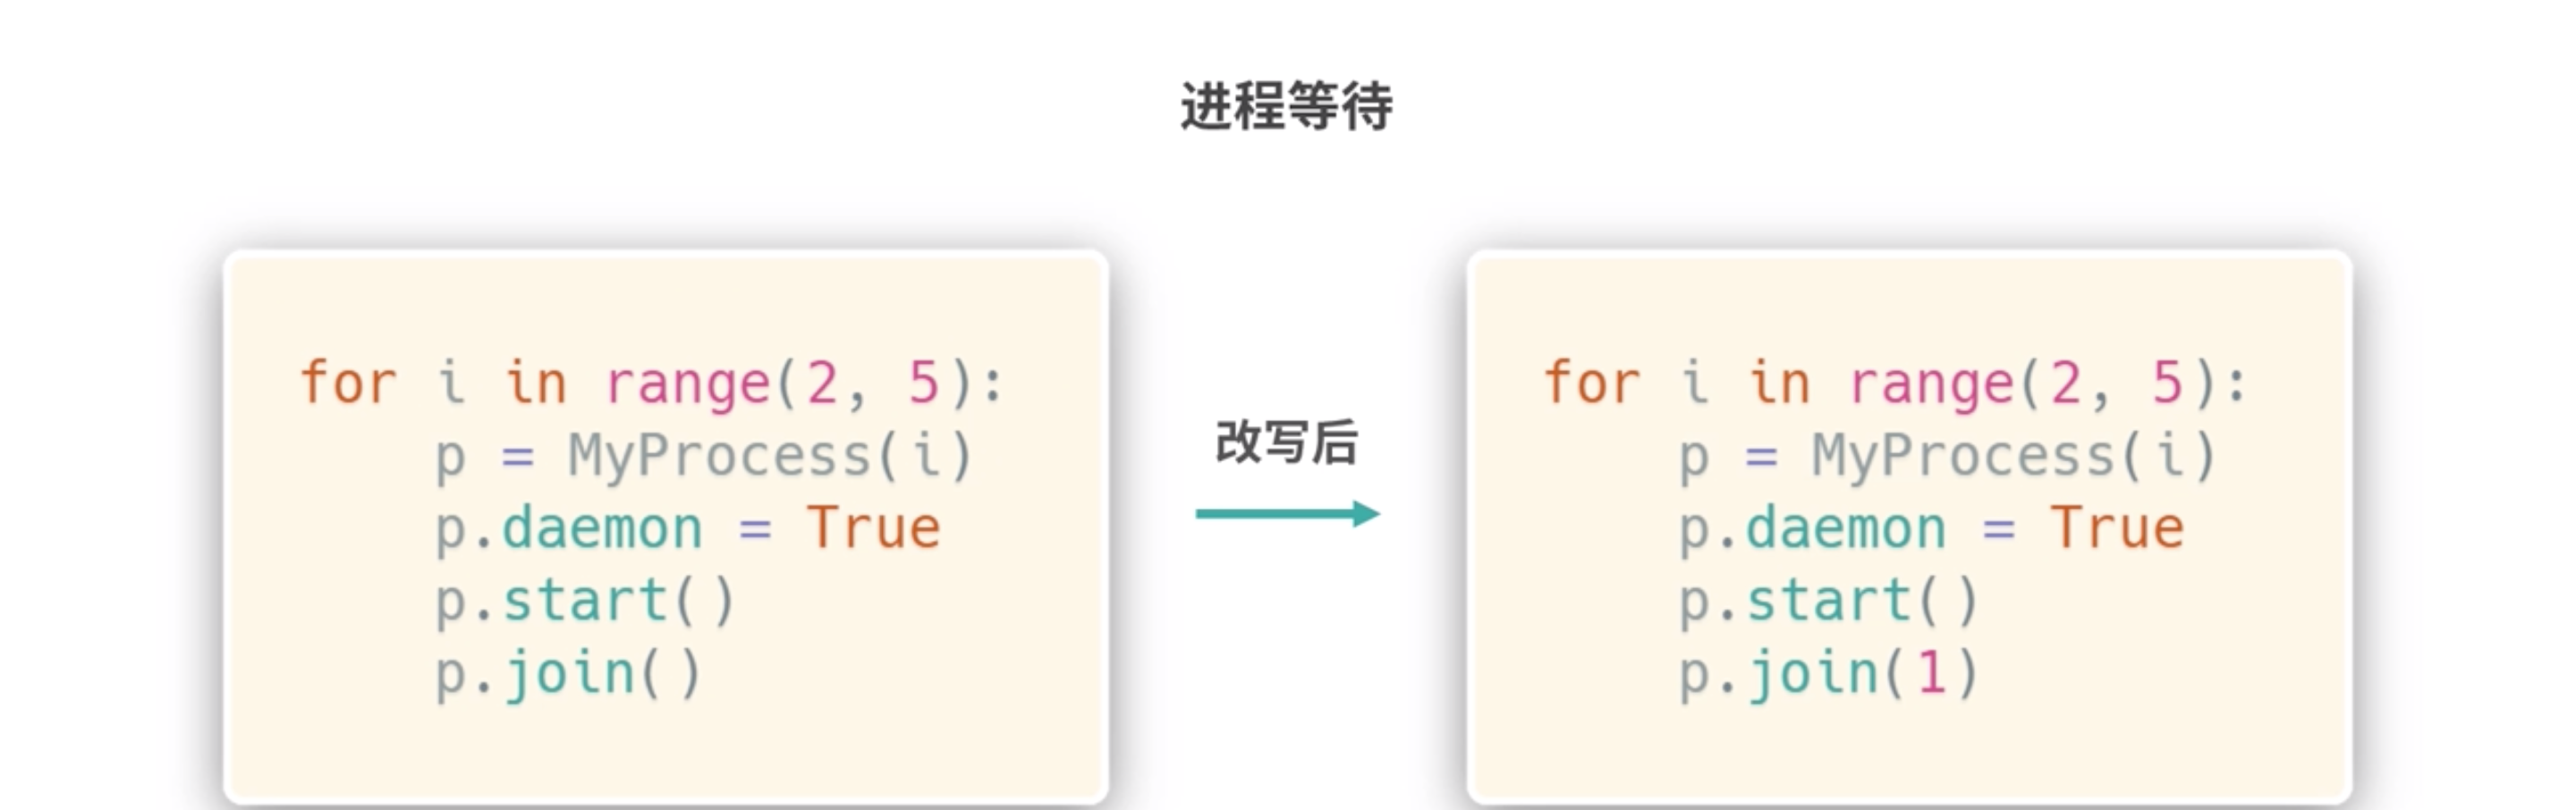 进程等待
for i in range(2, 5):
    p = MyProcess(i)
    p.daemon = True
    p.start()
    p.join()
改写后
for i in range(2, 5):
    p = MyProcess(i)
    p.daemon = True
    p.start()
    p.join(1)